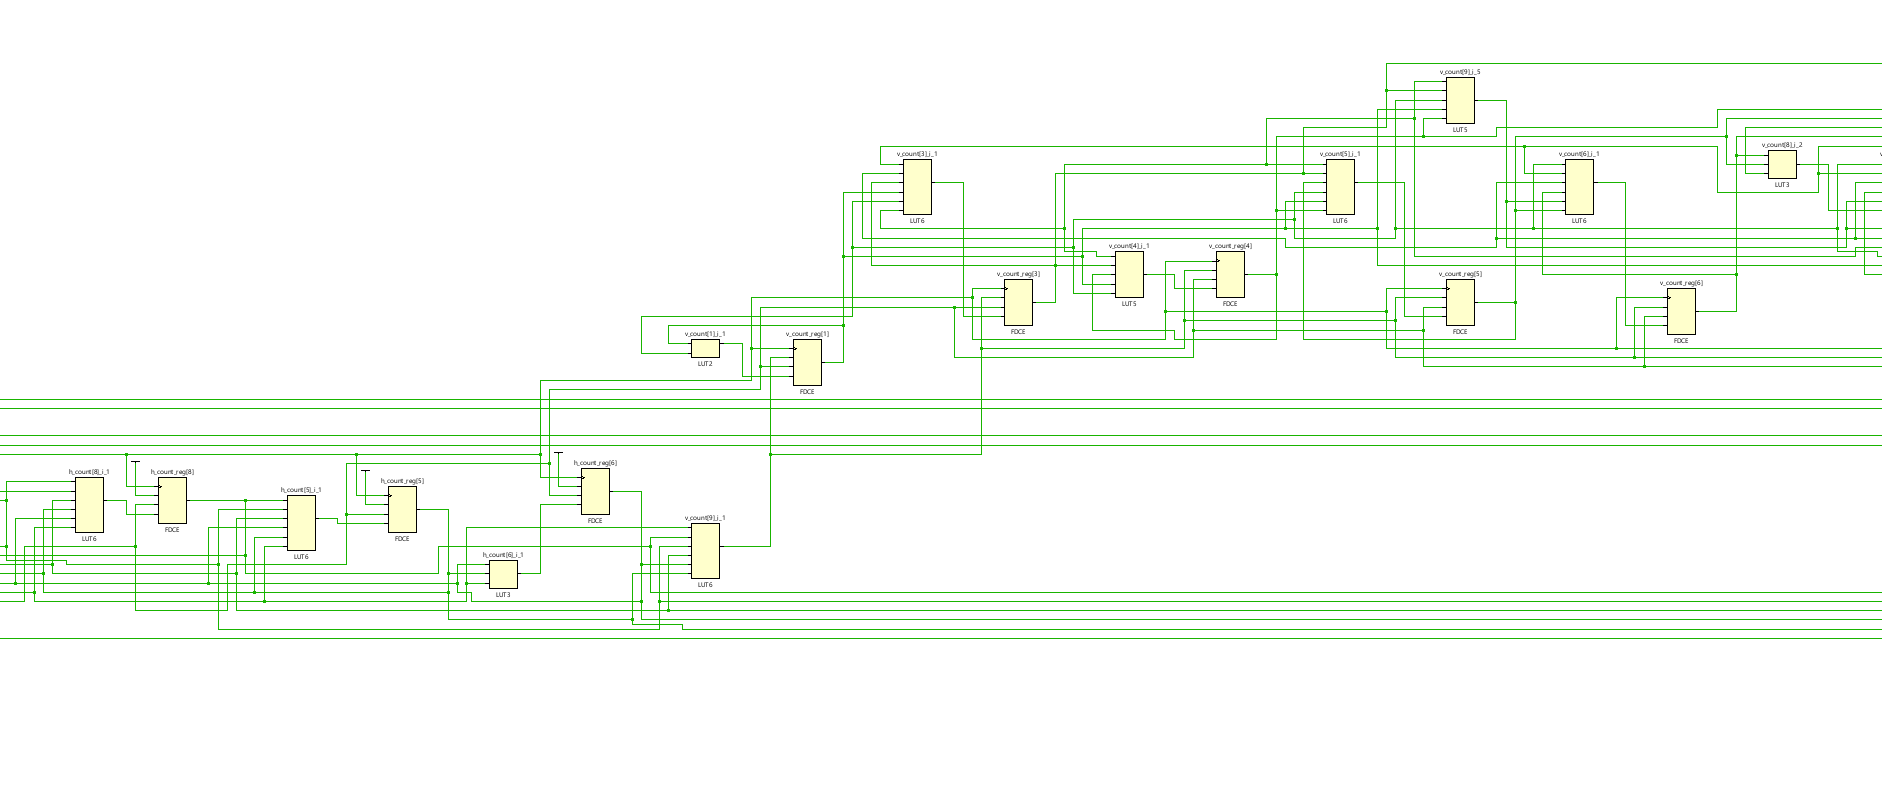 v_count[9]_i_5
LUT5
v_count[3]_i_1
LUT6
v_count[5]_i_1
LUT6
v_count[6]_i_1
LUT6
v_count[8]_i_2
LUT3
v_count[4]_i_1
LUT5
v_count_reg[4]
FDCE
v_count_reg[3]
FDCE
v_count_reg[5]
FDCE
v_count_reg[6]
FDCE
v_count[1]_i_1
LUT2
v_count_reg[1]
FDCE
h_count[8]_i_1
LUT6
h_count_reg[8]
FDCE
h_count[5]_i_1
LUT6
h_count_reg[5]
FDCE
h_count_reg[6]
FDCE
h_count[6]_i_1
LUT3
v_count[9]_i_1
LUT6